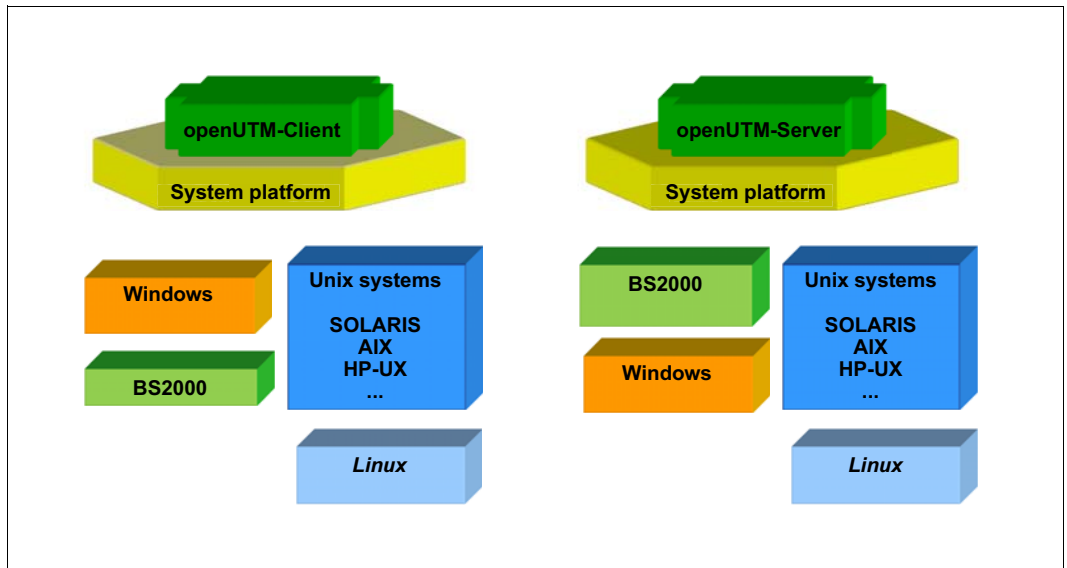 openUTM-Client
System platform
Windows
BS2000
Unix systems
SOLARIS
AIX
HP-UX
...
Linux
openUTM-Server
System platform
BS2000
Windows
Unix systems
SOLARIS
AIX
HP-UX
...
Linux